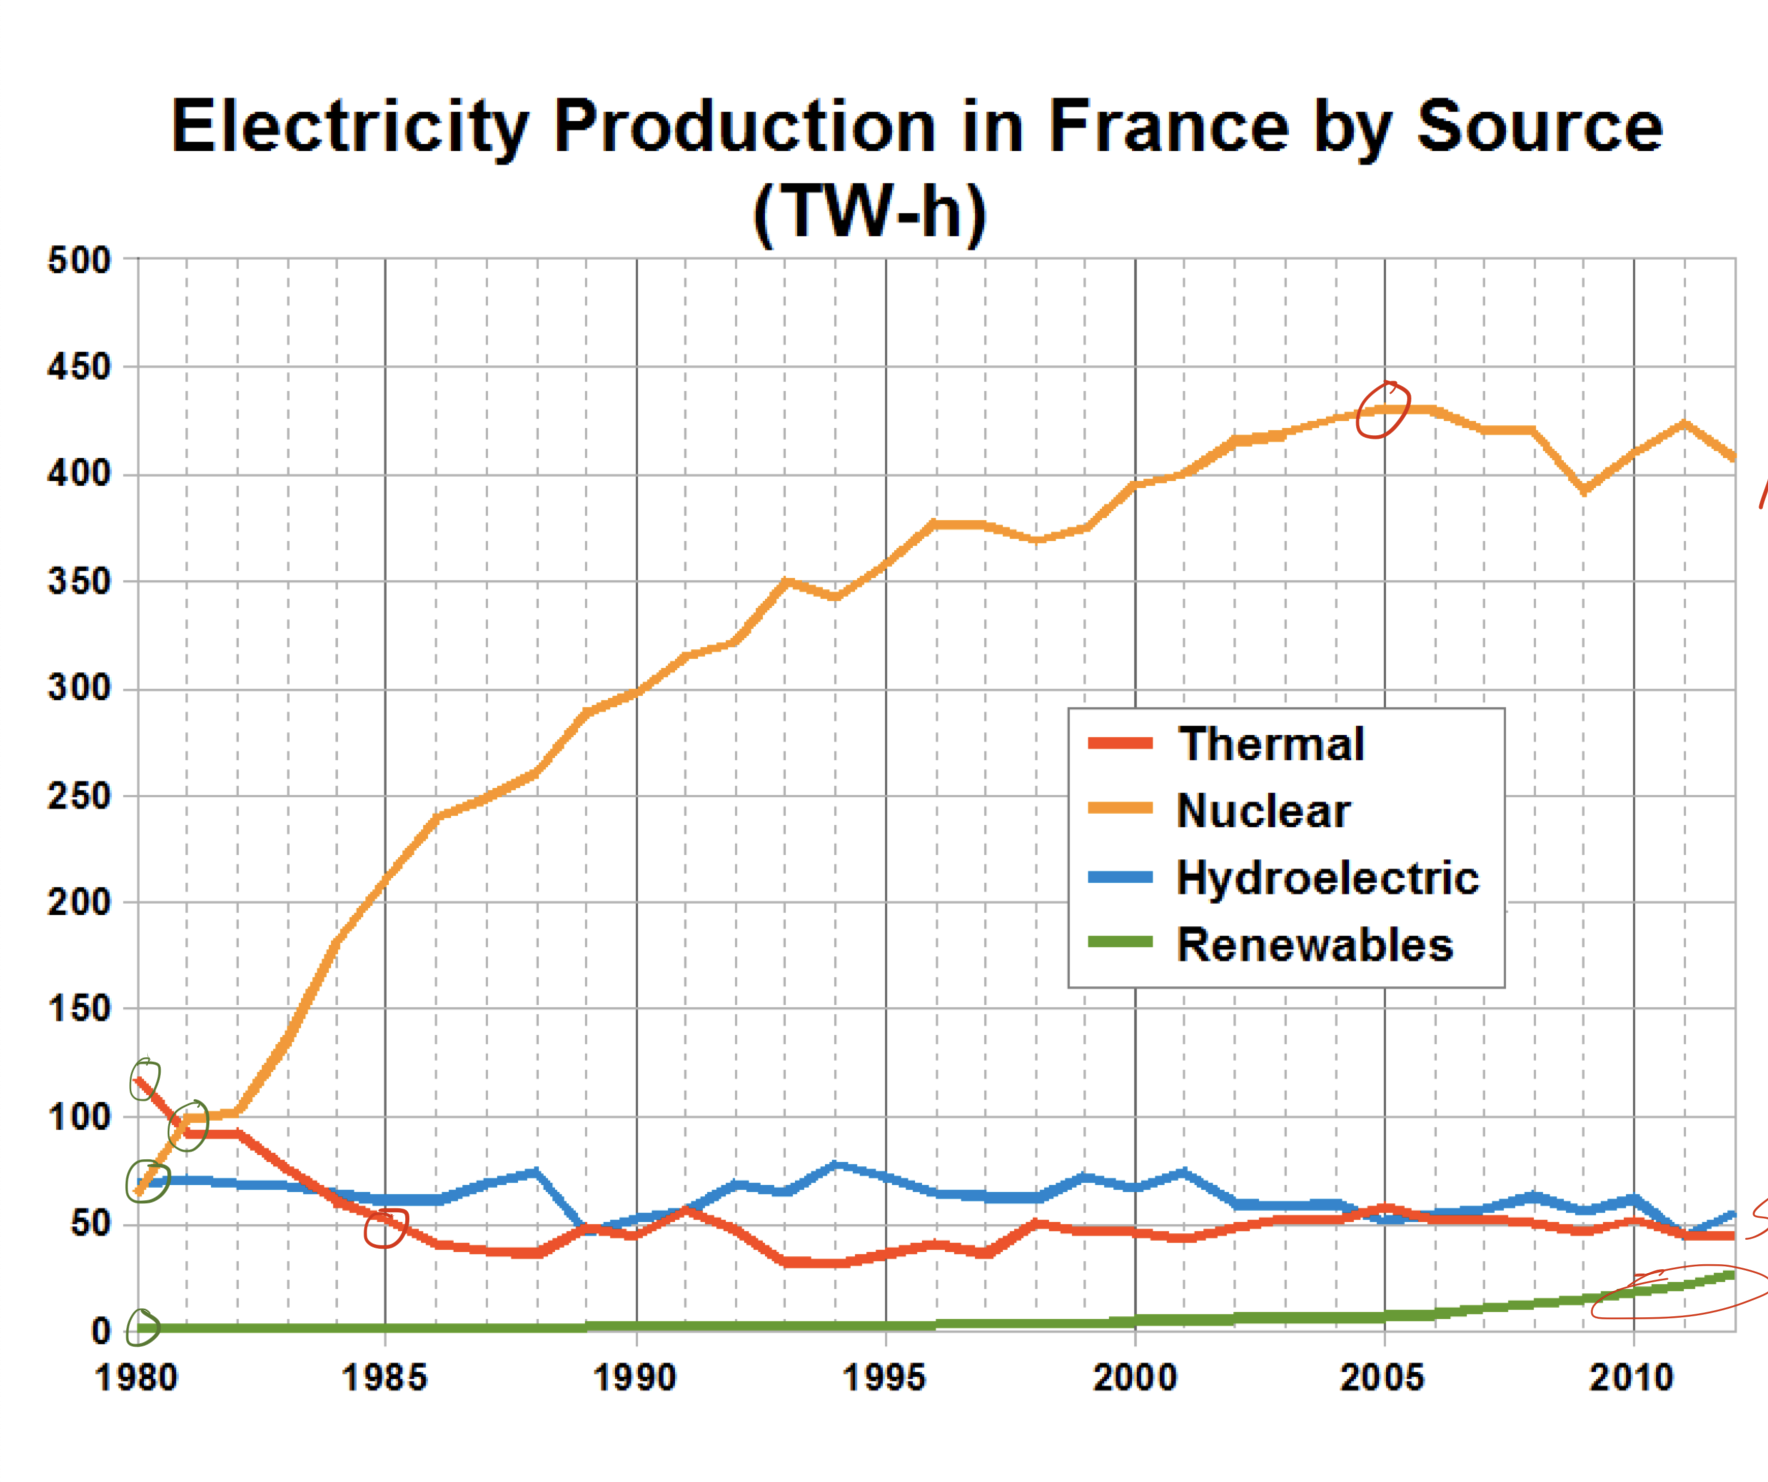 Electricity Production in France by Source
(TW-h)
500
450
400
350
300
250
200
150
100
50
0
Thermal
Nuclear
Hydroelectric
Renewables
1980 1985 1990 1995 2000 2005 2010